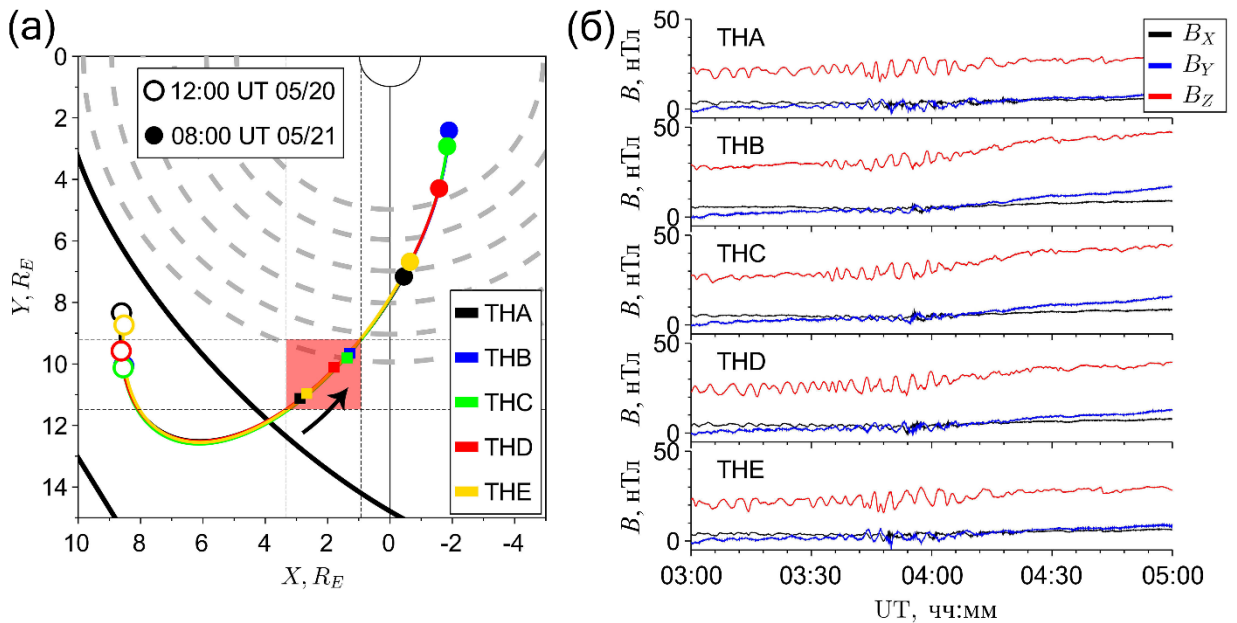 (a)
0
2
4
6
8
10
12
14
Y, R_E
12:00 UT 05/20
08:00 UT 05/21
THA
THB
THC
THD
THE
10
8
6
4
2
0
-2
-4
X, R_E
(б)
50
0
B, нТл
THA
B_X
B_Y
B_Z
50
0
B, нТл
THB
50
0
B, нТл
THC
50
0
B, нТл
THD
50
0
B, нТл
THE
03:00
03:30
04:00
04:30
05:00
UT, чч:мм